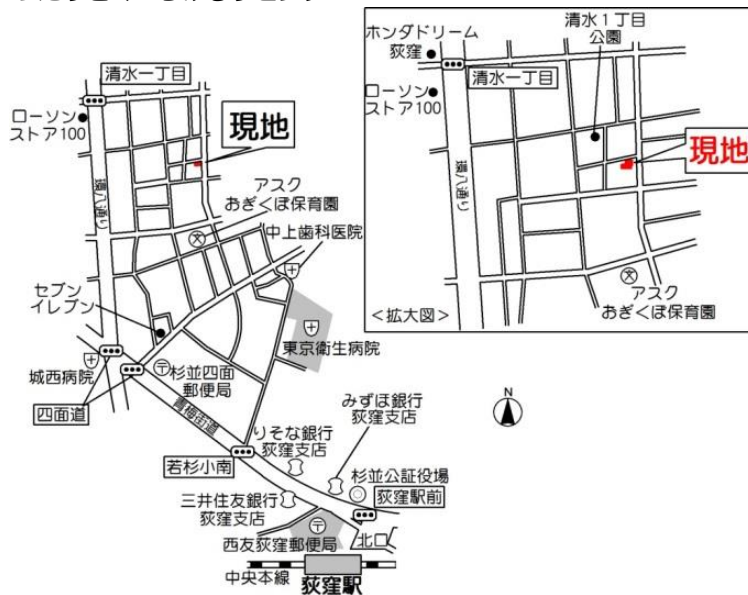 清水一丁目
ローソン
ストア100
現地
環八通り
アスク
おぎくぼ保育園
中上歯科医院
セブン
イレブン
東京衛生病院
城西病院
杉並四面
郵便局
四面道
青梅街道
みずほ銀行
荻窪支店
りそな銀行
荻窪支店
若杉小南
杉並公証役場
荻窪駅前
三井住友銀行
荻窪支店
西友荻窪郵便局
北口
中央本線
荻窪駅
N
清水1丁目
公園
ホンダドリーム
荻窪
清水一丁目
ローソン
ストア100
現地
環八通り
アスク
おぎくぼ保育園
<拡大図>